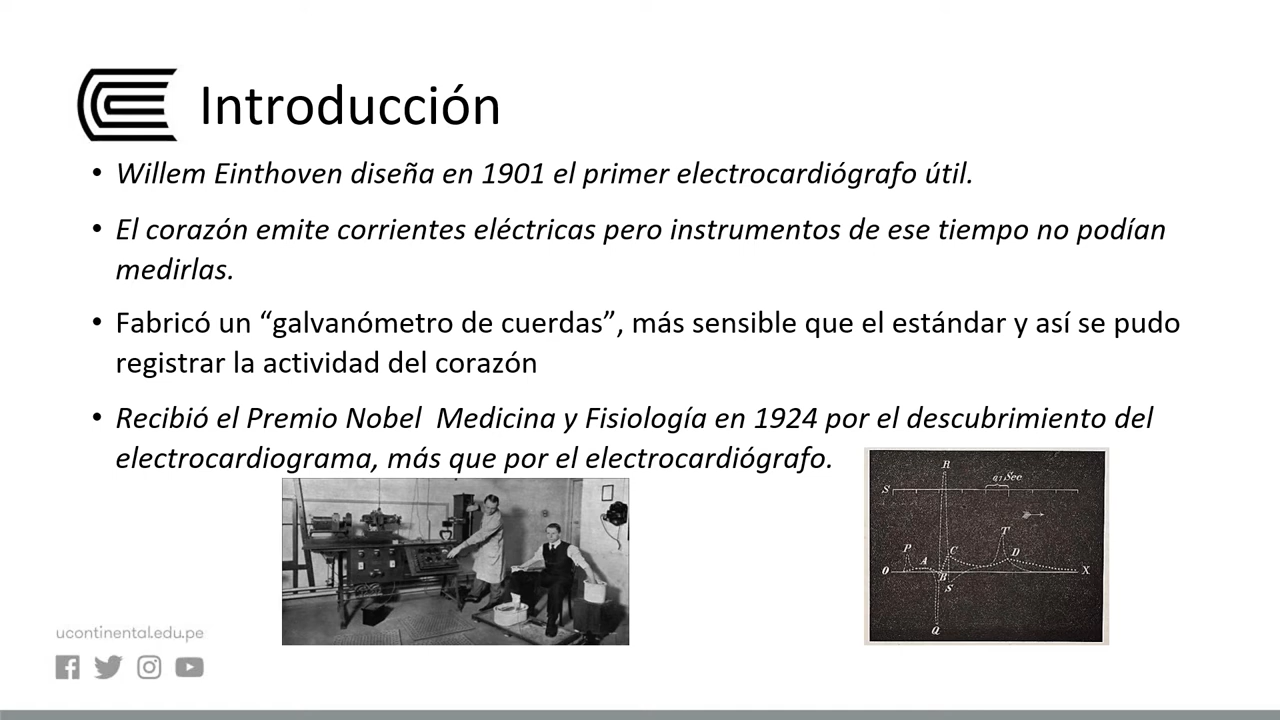 Introducción
• Willem Einthoven diseña en 1901 el primer electrocardiógrafo útil.
• El corazón emite corrientes eléctricas pero instrumentos de ese tiempo no podían
medirlas.
• Fabricó un “galvanómetro de cuerdas”, más sensible que el estándar y así se pudo
registrar la actividad del corazón
• Recibió el Premio Nobel  Medicina y Fisiología en 1924 por el descubrimiento del
electrocardiograma, más que por el electrocardiógrafo.
R
S
Sec
T
P
A
C
D
O
B
X
S
Q
ucontinental.edu.pe